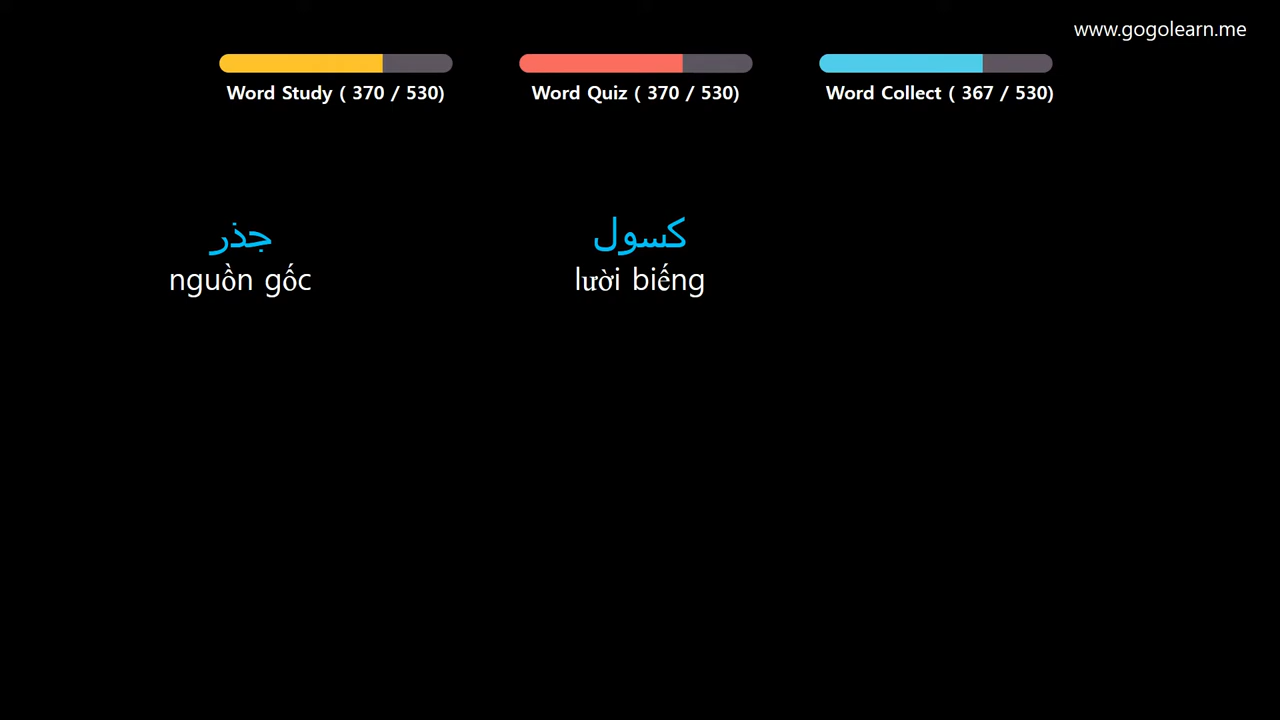 www.gogolearn.me
Word Study ( 370 / 530)
Word Quiz ( 370 / 530)
Word Collect ( 367 / 530)
جذر
nguồn gốc
كسول
lười biếng